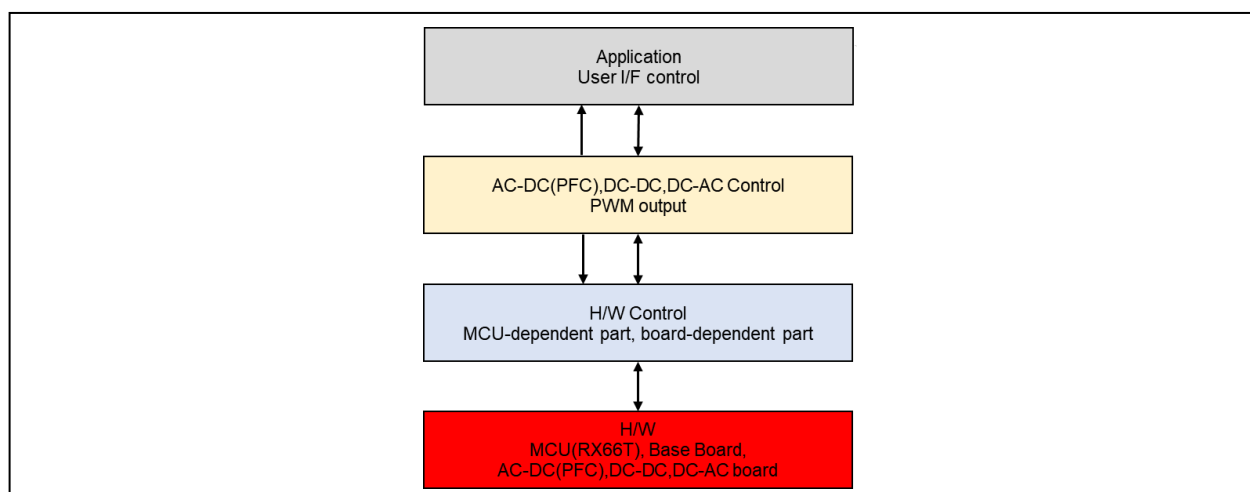 Application
User I/F control
AC-DC(PFC),DC-DC,DC-AC Control
PWM output
H/W Control
MCU-dependent part, board-dependent part
H/W
MCU(RX66T), Base Board,
AC-DC(PFC),DC-DC,DC-AC board